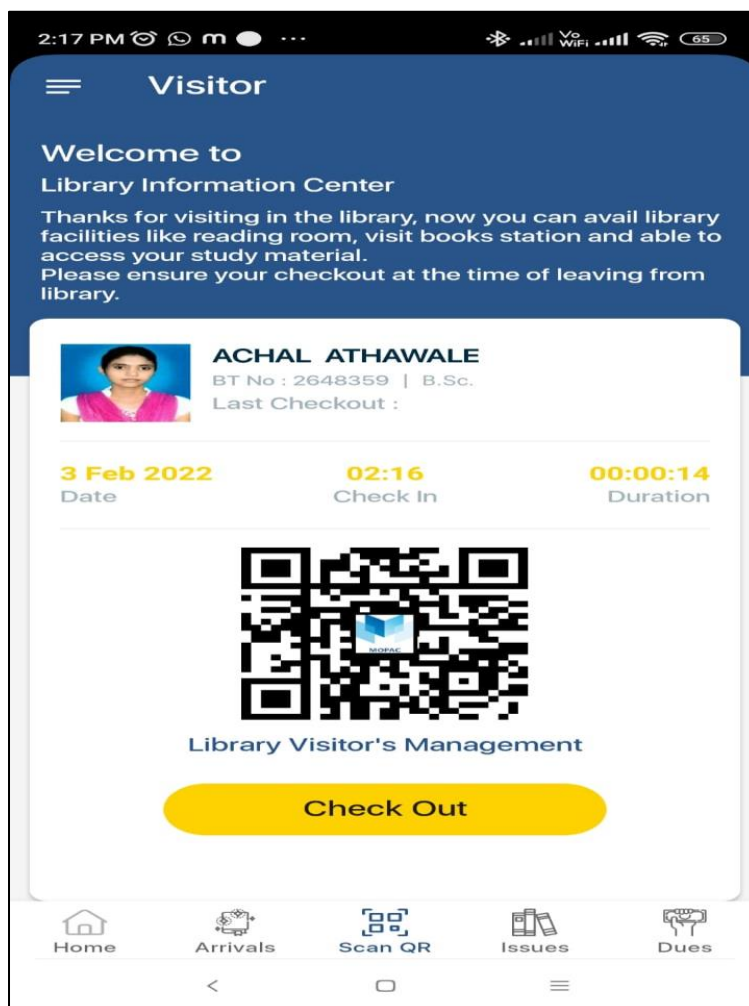 2:17 PM m ... Vo WiFi 65
Visitor
Welcome to
Library Information Center
Thanks for visiting in the library, now you can avail library
facilities like reading room, visit books station and able to
access your study material.
Please ensure your checkout at the time of leaving from
library.
ACHAL ATHAWALE
BT No : 2648359 | B.Sc.
Last Checkout :
3 Feb 2022 02:16 00:00:14
Date Check In Duration
MOPAC
Library Visitor's Management
Check Out
Home Arrivals Scan QR Issues Dues